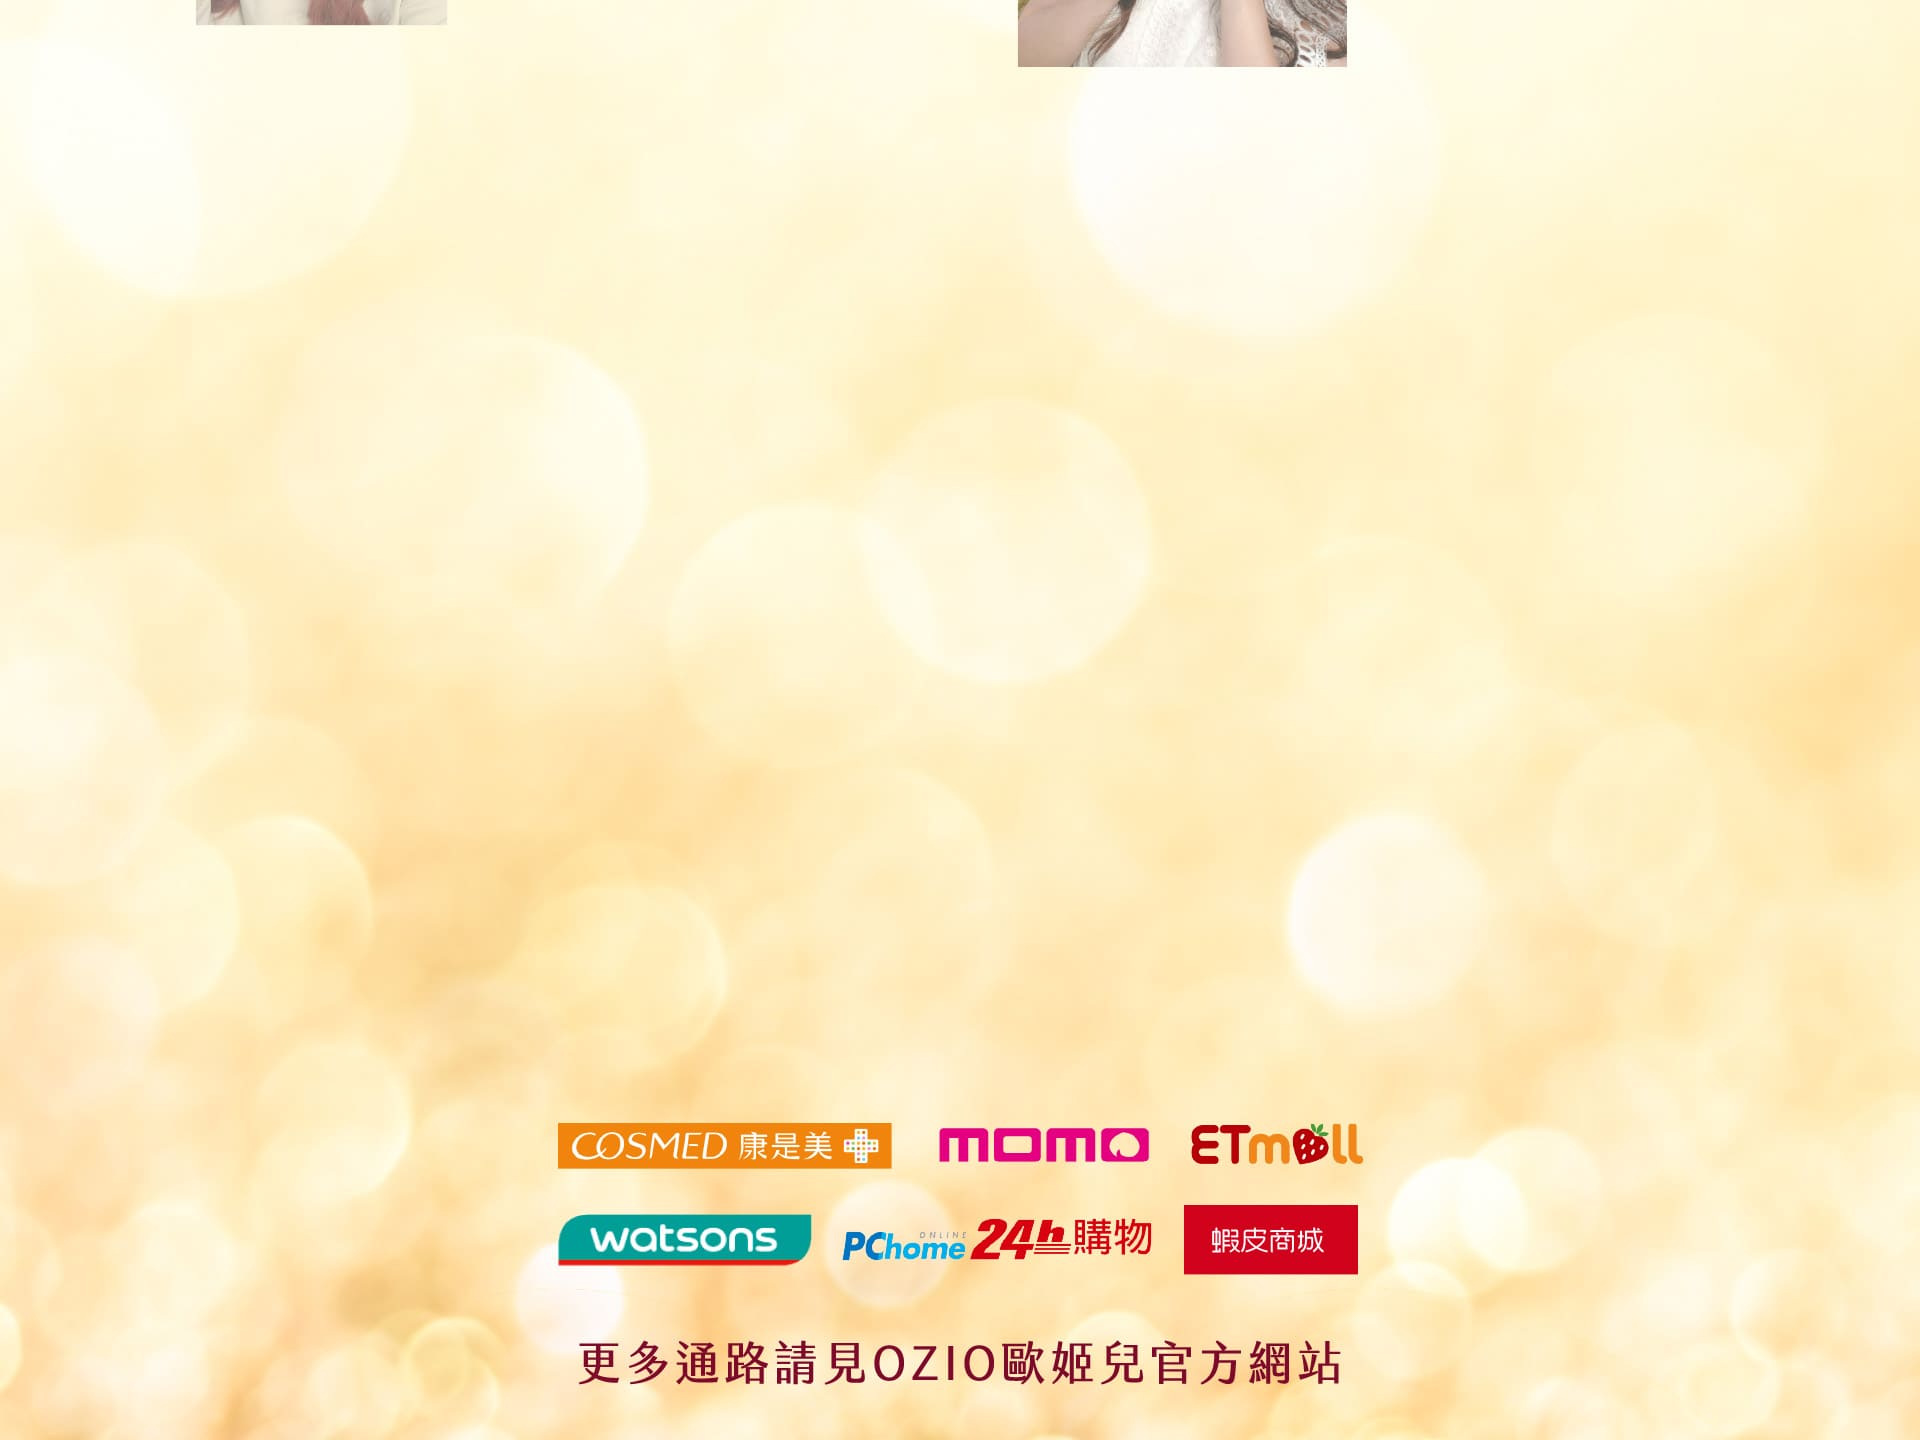 COSMED 康是美
momo
ETmall
watsons
PChome ONLINE 24h購物
蝦皮商城
更多通路請見OZIO歐姬兒官方網站